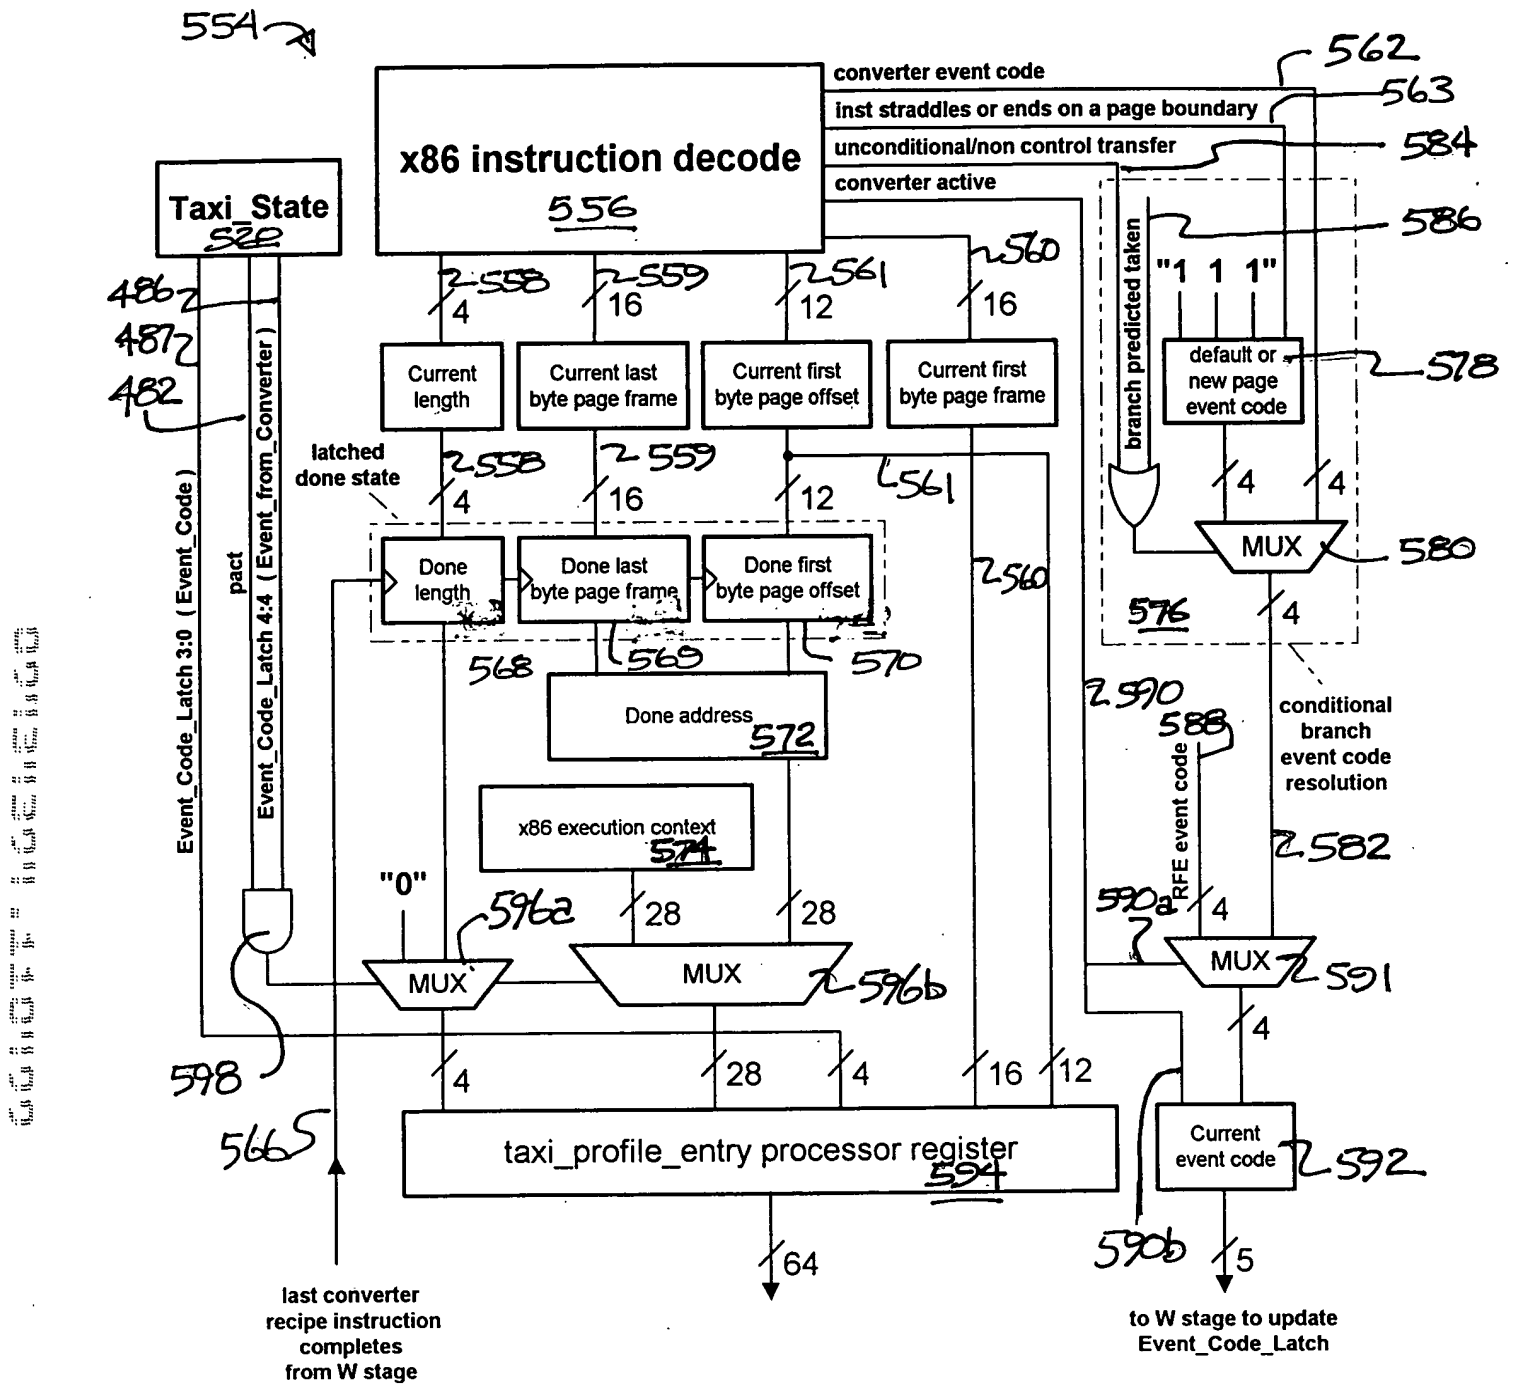 554
converter event code
562
inst straddles or ends on a page boundary
563
unconditional/non control transfer
584
converter active
x86 instruction decode
556
Taxi_State
520
586
branch predicted taken
"1 1 1"
486
487
482
558
4
559
16
561
12
560
16
default or
new page
event code
578
Current
length
Current last
byte page frame
Current first
byte page offset
Current first
byte page frame
latched
done state
558
4
559
16
12
561
4
4
MUX
580
Event_Code_Latch 3:0 ( Event_Code )
pact
Event_Code_Latch 4:4 ( Event_from_Converter )
Done
length
Done last
byte page frame
Done first
byte page offset
560
4
576
568
569
570
Done address
572
590
588
conditional
branch
event code
resolution
x86 execution context
574
RFE event code
582
"0"
596a
28
28
590a
4
MUX
MUX
596b
MUX
591
598
4
28
4
16
12
4
566
taxi_profile_entry processor register
594
Current
event code
592
64
590b
5
last converter
recipe instruction
completes
from W stage
to W stage to update
Event_Code_Latch